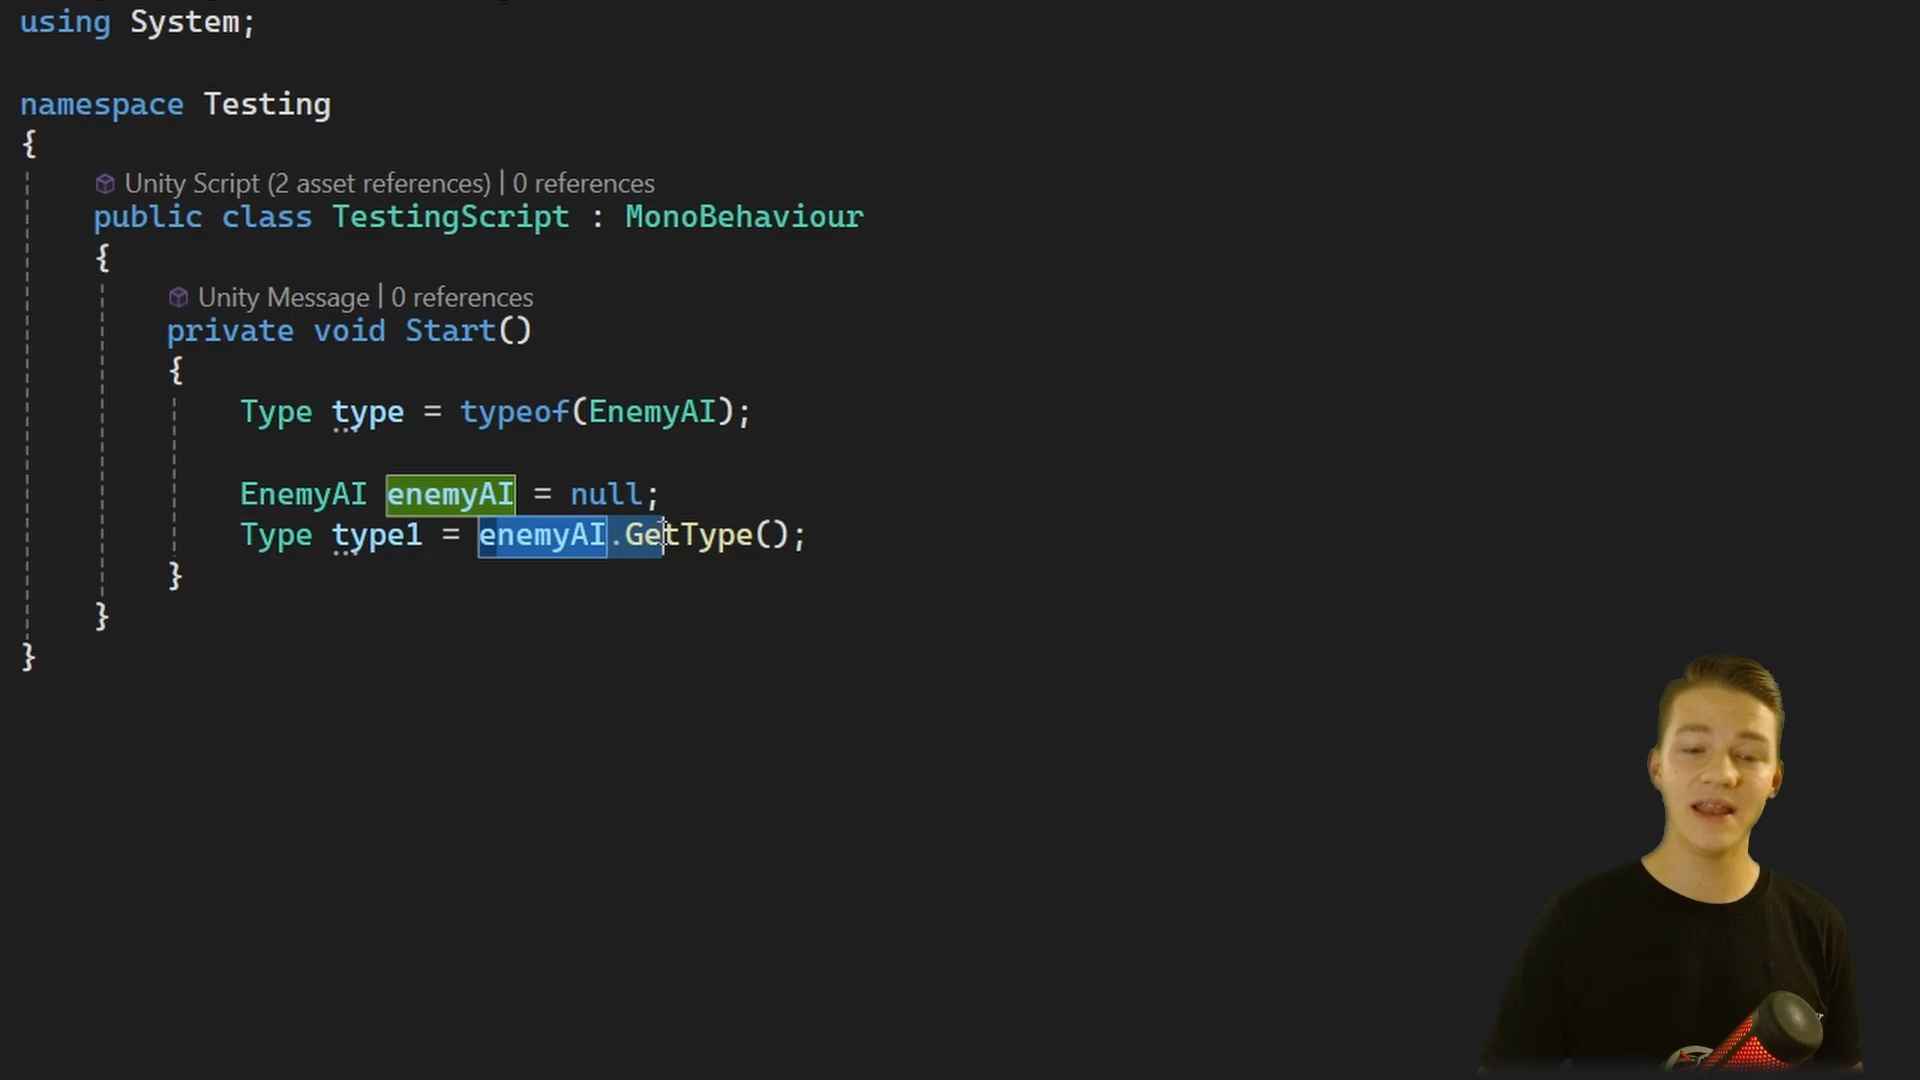 using System;
namespace Testing
{
Unity Script (2 asset references) | 0 references
public class TestingScript : MonoBehaviour
{
Unity Message | 0 references
private void Start()
{
Type type = typeof(EnemyAI);
EnemyAI enemyAI = null;
Type type1 = enemyAI.GetType();
}
}
}